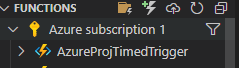 FUNCTIONS
Azure subscription 1
AzureProjTimedTrigger